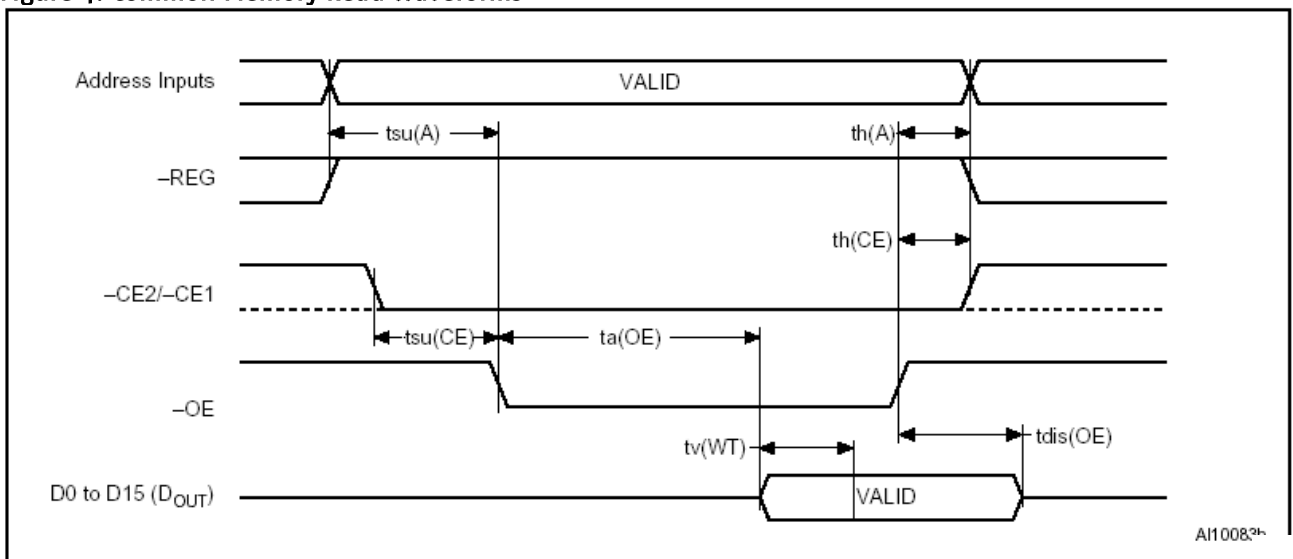 Address Inputs
VALID
tsu(A)
th(A)
–REG
th(CE)
–CE2/–CE1
tsu(CE)
ta(OE)
–OE
tv(WT)
tdis(OE)
D0 to D15 (DOUT)
VALID